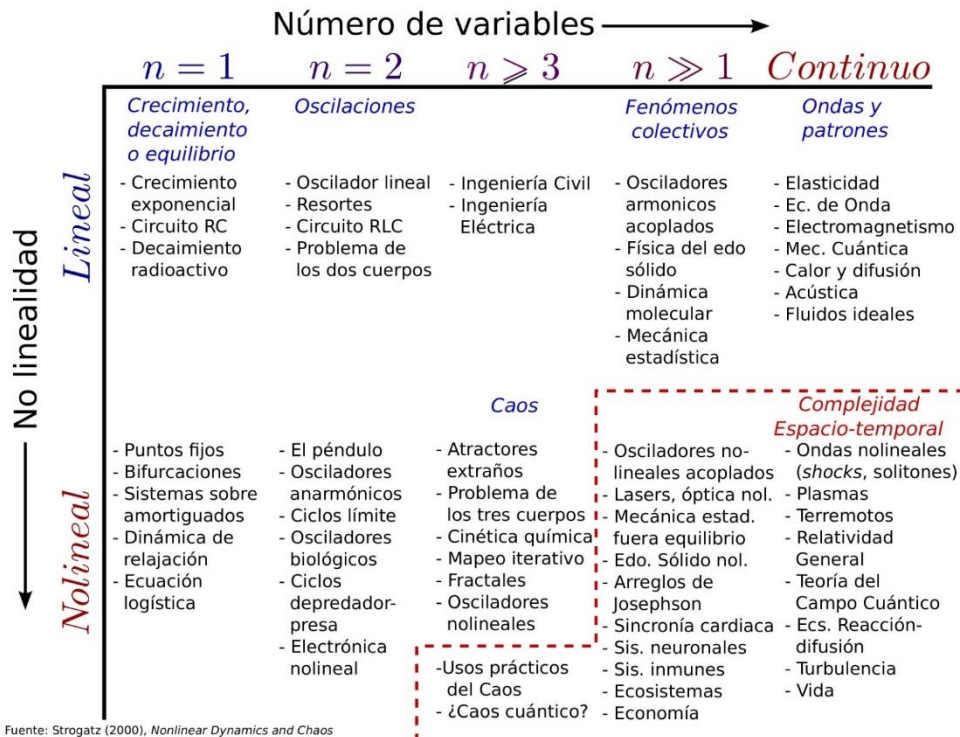 Número de variables
n = 1
n = 2
n ⩾ 3
n ≫ 1
Continuo
No linealidad
Lineal
Crecimiento,
decaimiento
o equilibrio
- Crecimiento
exponencial
- Circuito RC
- Decaimiento
radioactivo
Oscilaciones
- Oscilador lineal
- Resortes
- Circuito RLC
- Problema de
los dos cuerpos
- Ingeniería Civil
- Ingeniería
Eléctrica
Fenómenos
colectivos
- Osciladores
armonicos
acoplados
- Física del edo
sólido
- Dinámica
molecular
- Mecánica
estadística
Ondas y
patrones
- Elasticidad
- Ec. de Onda
- Electromagnetismo
- Mec. Cuántica
- Calor y difusión
- Acústica
- Fluidos ideales
Nolineal
- Puntos fijos
- Bifurcaciones
- Sistemas sobre
amortiguados
- Dinámica de
relajación
- Ecuación
logística
- El péndulo
- Osciladores
anarmónicos
- Ciclos límite
- Osciladores
biológicos
- Ciclos
depredador-
presa
- Electrónica
nolineal
Caos
- Atractores
extraños
- Problema de
los tres cuerpos
- Cinética química
- Mapeo iterativo
- Fractales
- Osciladores
nolineales
-Usos prácticos
del Caos
- ¿Caos cuántico?
- Osciladores no-
lineales acoplados
- Lasers, óptica nol.
- Mecánica estad.
fuera equilibrio
- Edo. Sólido nol.
- Arreglos de
Josephson
- Sincronía cardiaca
- Sis. neuronales
- Sis. inmunes
- Ecosistemas
- Economía
Complejidad
Espacio-temporal
- Ondas nolineales
(shocks, solitones)
- Plasmas
- Terremotos
- Relatividad
General
- Teoría del
Campo Cuántico
- Ecs. Reacción-
difusión
- Turbulencia
- Vida
Fuente: Strogatz (2000), Nonlinear Dynamics and Chaos